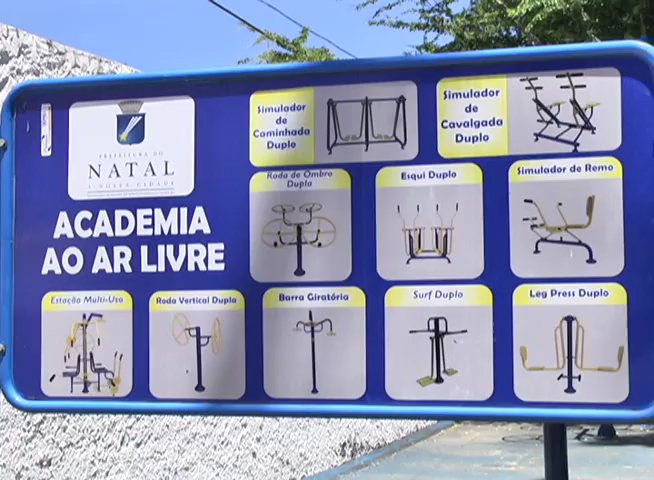 PREFEITURA DO
NATAL
A NOSSA CIDADE
ACADEMIA
AO AR LIVRE
Simulador
de
Caminhada
Duplo
Simulador
de
Cavalgada
Duplo
Roda de Ombro
Dupla
Esqui Duplo
Simulador de Remo
Estação Multi-Uso
Roda Vertical Dupla
Barra Giratória
Surf Duplo
Leg Press Duplo